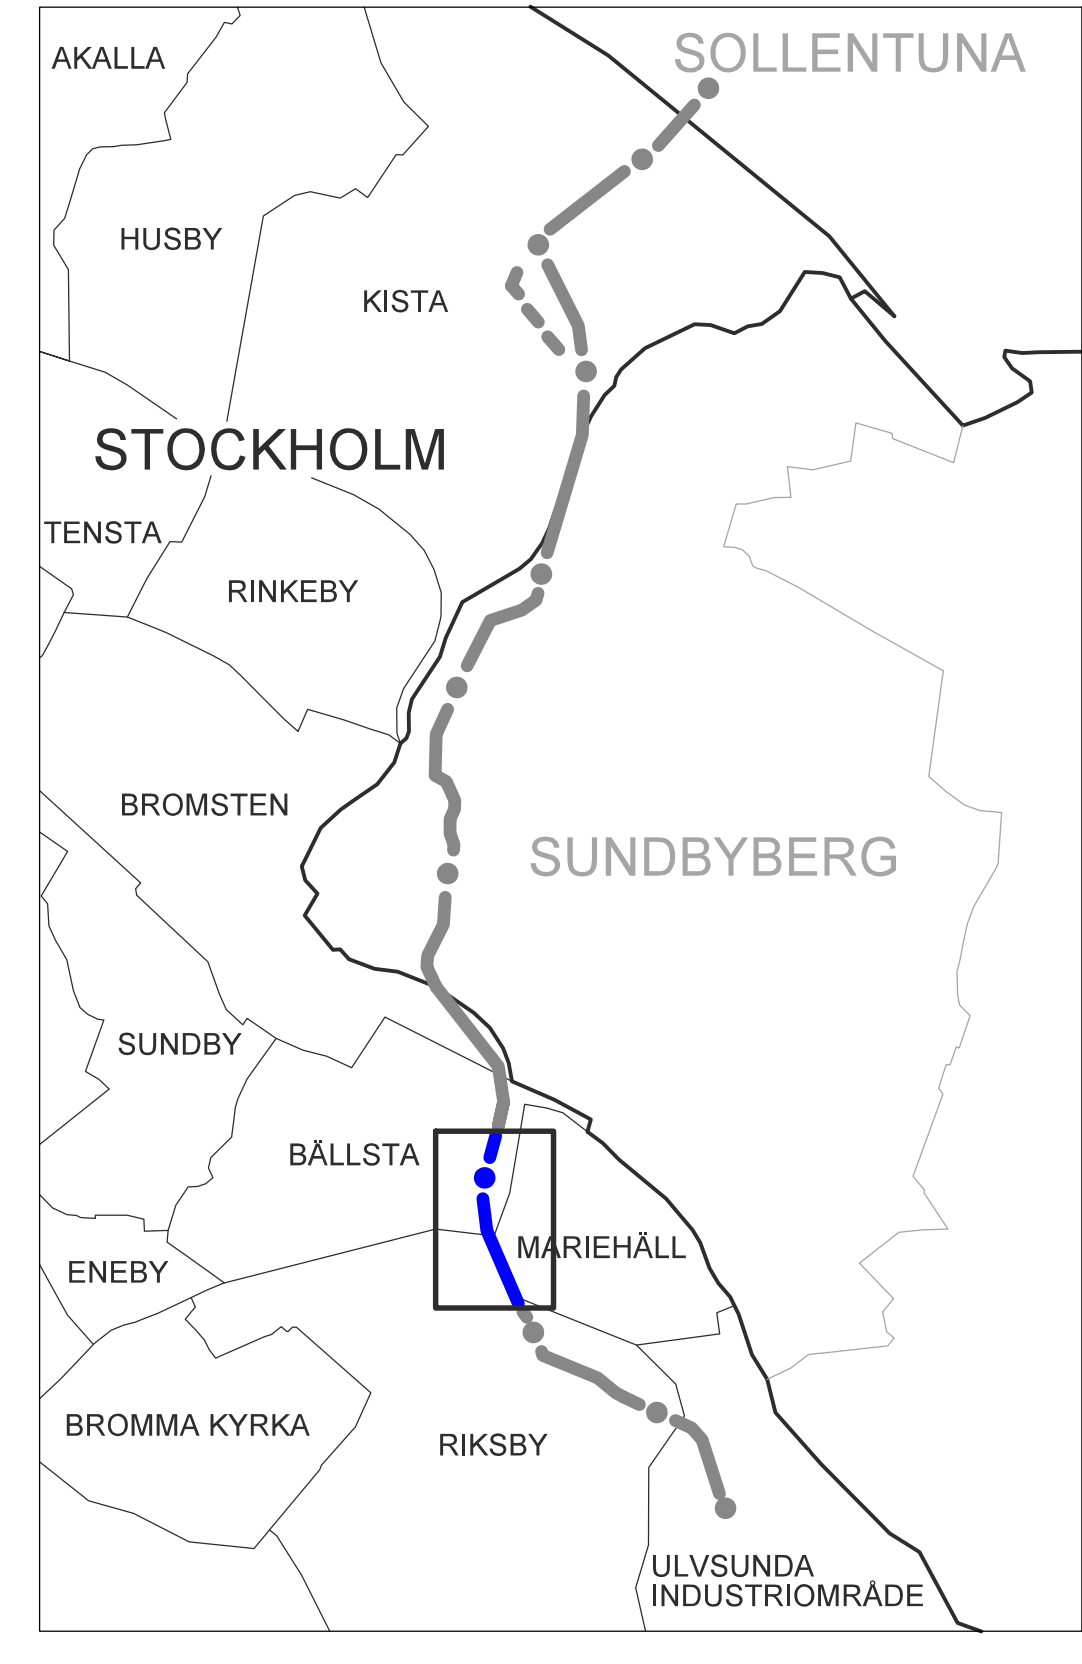 SOLLENTUNA
AKALLA
HUSBY
KISTA
STOCKHOLM
TENSTA
RINKEBY
BROMSTEN
SUNDBYBERG
SUNDBY
BÄLLSTA
MARIEHÄLL
ENEBY
BROMMA KYRKA
RIKSBY
ULVSUNDA
INDUSTRIOMRÅDE